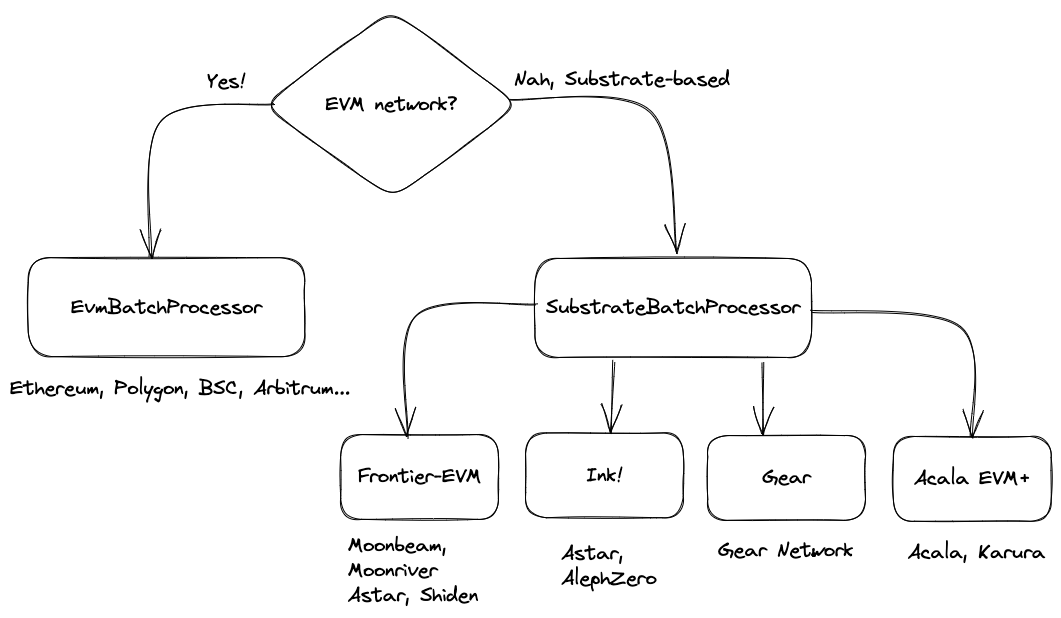 Yes!
Nah, Substrate-based
EVM network?
EvmBatchProcessor
SubstrateBatchProcessor
Ethereum, Polygon, BSC, Arbitrum...
Frontier-EVM
Ink!
Gear
Acala EVM+
Moonbeam,
Moonriver
Astar, Shiden
Astar,
AlephZero
Gear Network
Acala, Karura